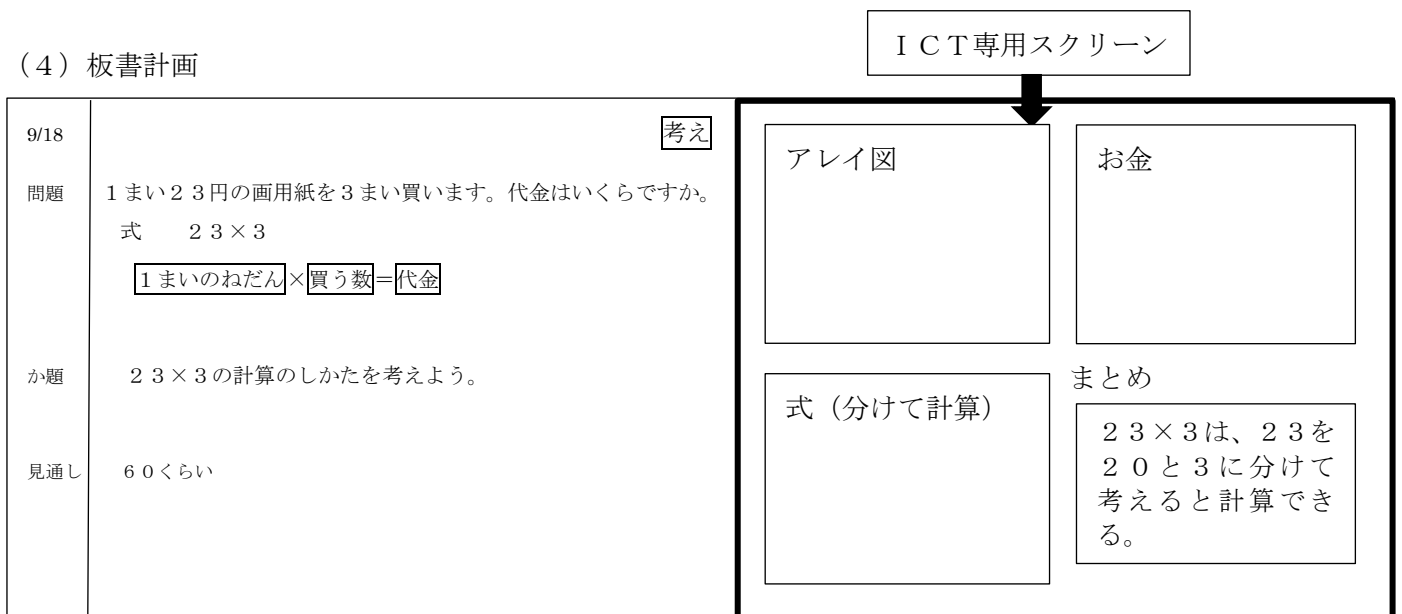 ＩＣＴ専用スクリーン
（４）板書計画
9/18
考え
問題
１まい２３円の画用紙を３まい買います。代金はいくらですか。
式　　２３×３
１まいのねだん×買う数＝代金
か題
２３×３の計算のしかたを考えよう。
見通し
６０くらい
アレイ図
お金
式（分けて計算）
まとめ
２３×３は、２３を
２０と３に分けて
考えると計算でき
る。